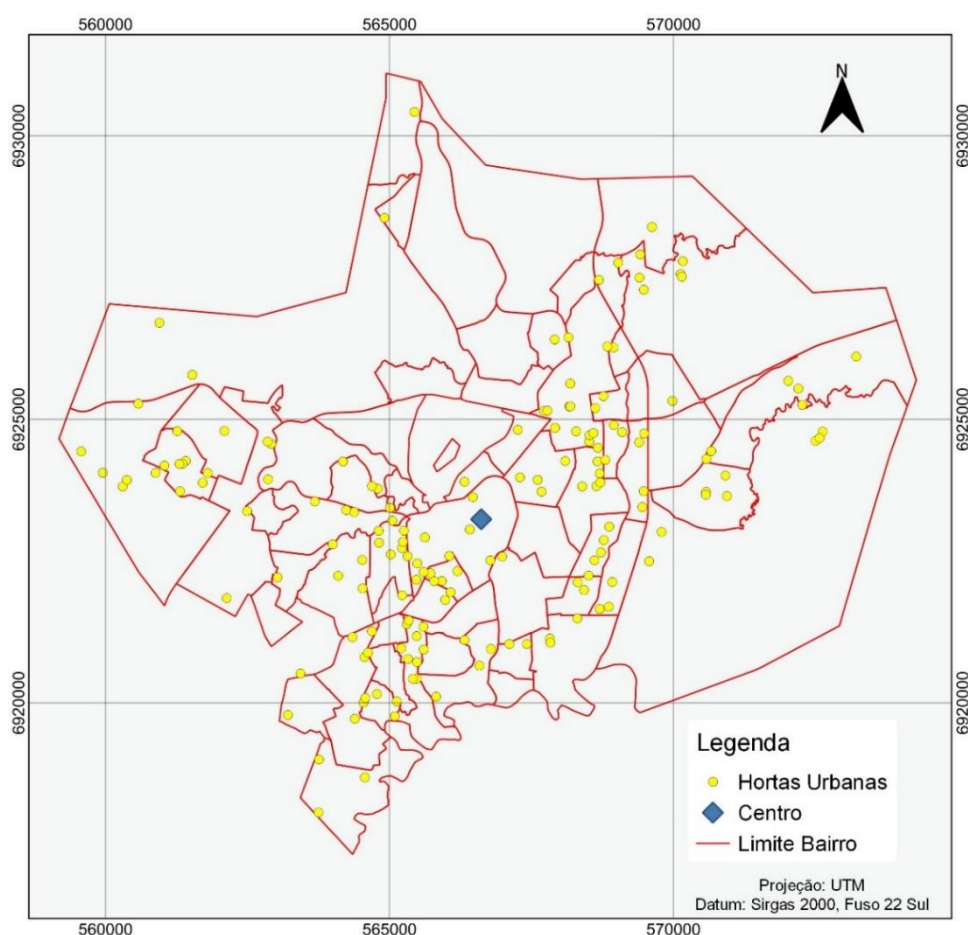 560000 565000 570000
N
6930000 6930000
6925000 6925000
6920000 6920000
Legenda
Hortas Urbanas
Centro
Limite Bairro
Projeção: UTM
Datum: Sirgas 2000, Fuso 22 Sul
560000 565000 570000